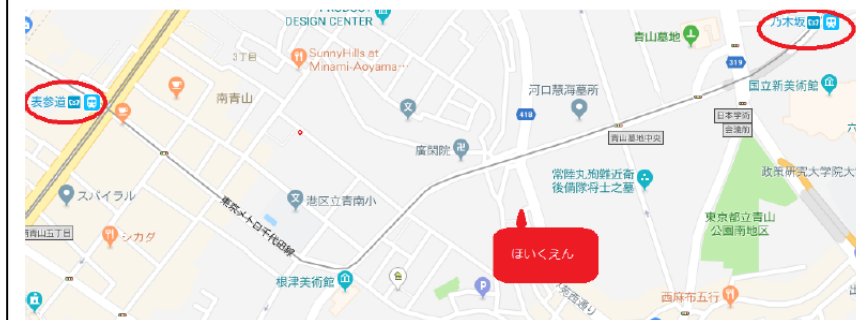 DESIGN CENTER
乃木坂
3丁目
SunnyHills at
Minami-Aoyama...
青山墓地
319
表参道
南青山
河口慧海墓所
国立新美術館
418
日本学術
会議前
青山墓地中央
廣閑院
常陸丸殉難近衛
後備隊将士之墓
政策研究大学院大
スパイラル
港区立青南小
東京メトロ千代田線
東京都立青山
公園南地区
南青山五丁目
シカダ
ほいくえん
根津美術館
西麻布五行